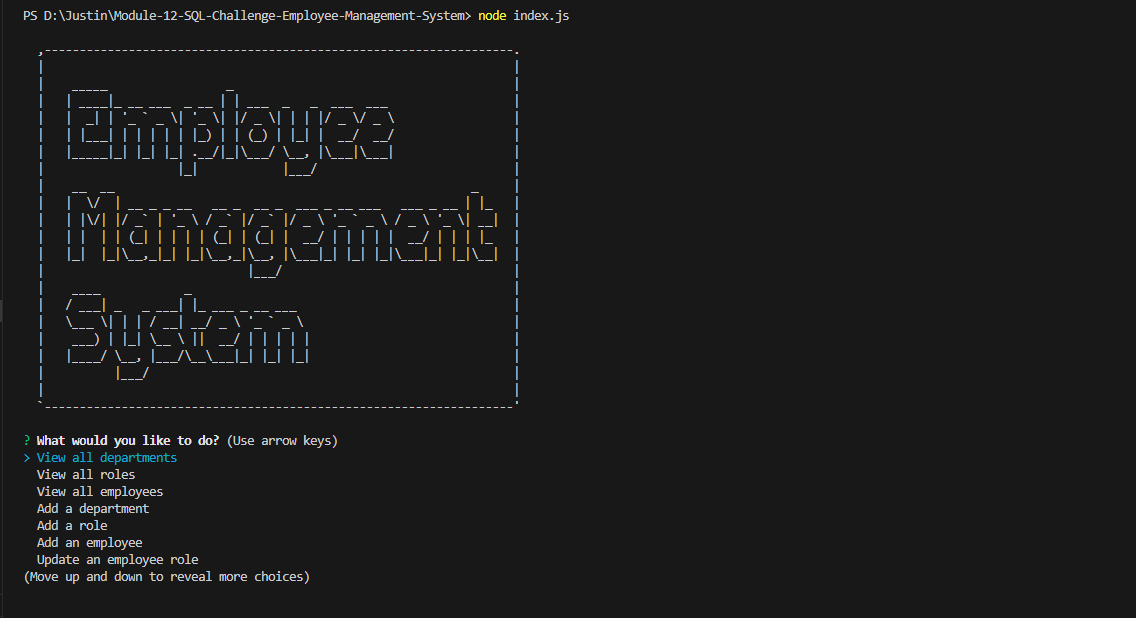 PS D:\Justin\Module-12-SQL-Challenge-Employee-Management-System> node index.js
Employee
Management
System
? What would you like to do? (Use arrow keys)
> View all departments
View all roles
View all employees
Add a department
Add a role
Add an employee
Update an employee role
(Move up and down to reveal more choices)